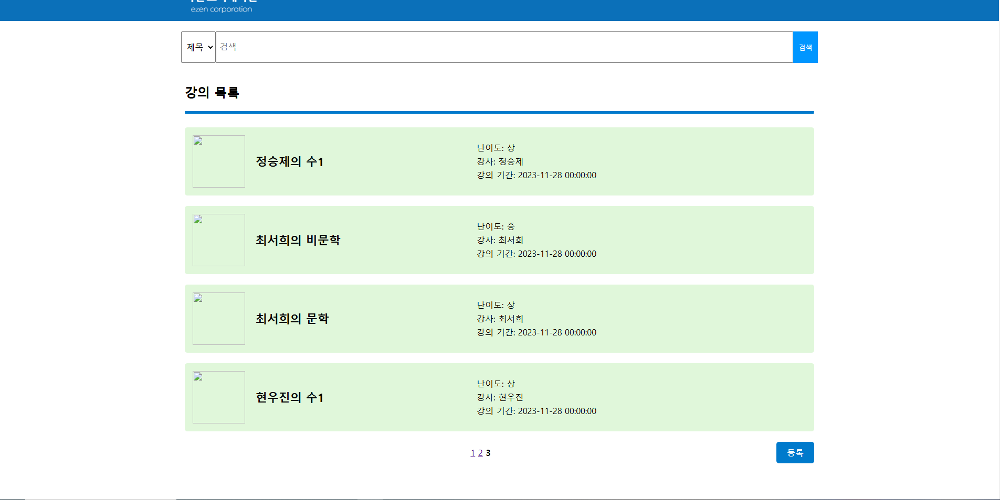 ezen corporation
제목
검색
검색
강의 목록
정승제의 수1
난이도: 상
강사: 정승제
강의 기간: 2023-11-28 00:00:00
최서희의 비문학
난이도: 중
강사: 최서희
강의 기간: 2023-11-28 00:00:00
최서희의 문학
난이도: 상
강사: 최서희
강의 기간: 2023-11-28 00:00:00
현우진의 수1
난이도: 상
강사: 현우진
강의 기간: 2023-11-28 00:00:00
1 2 3
등록